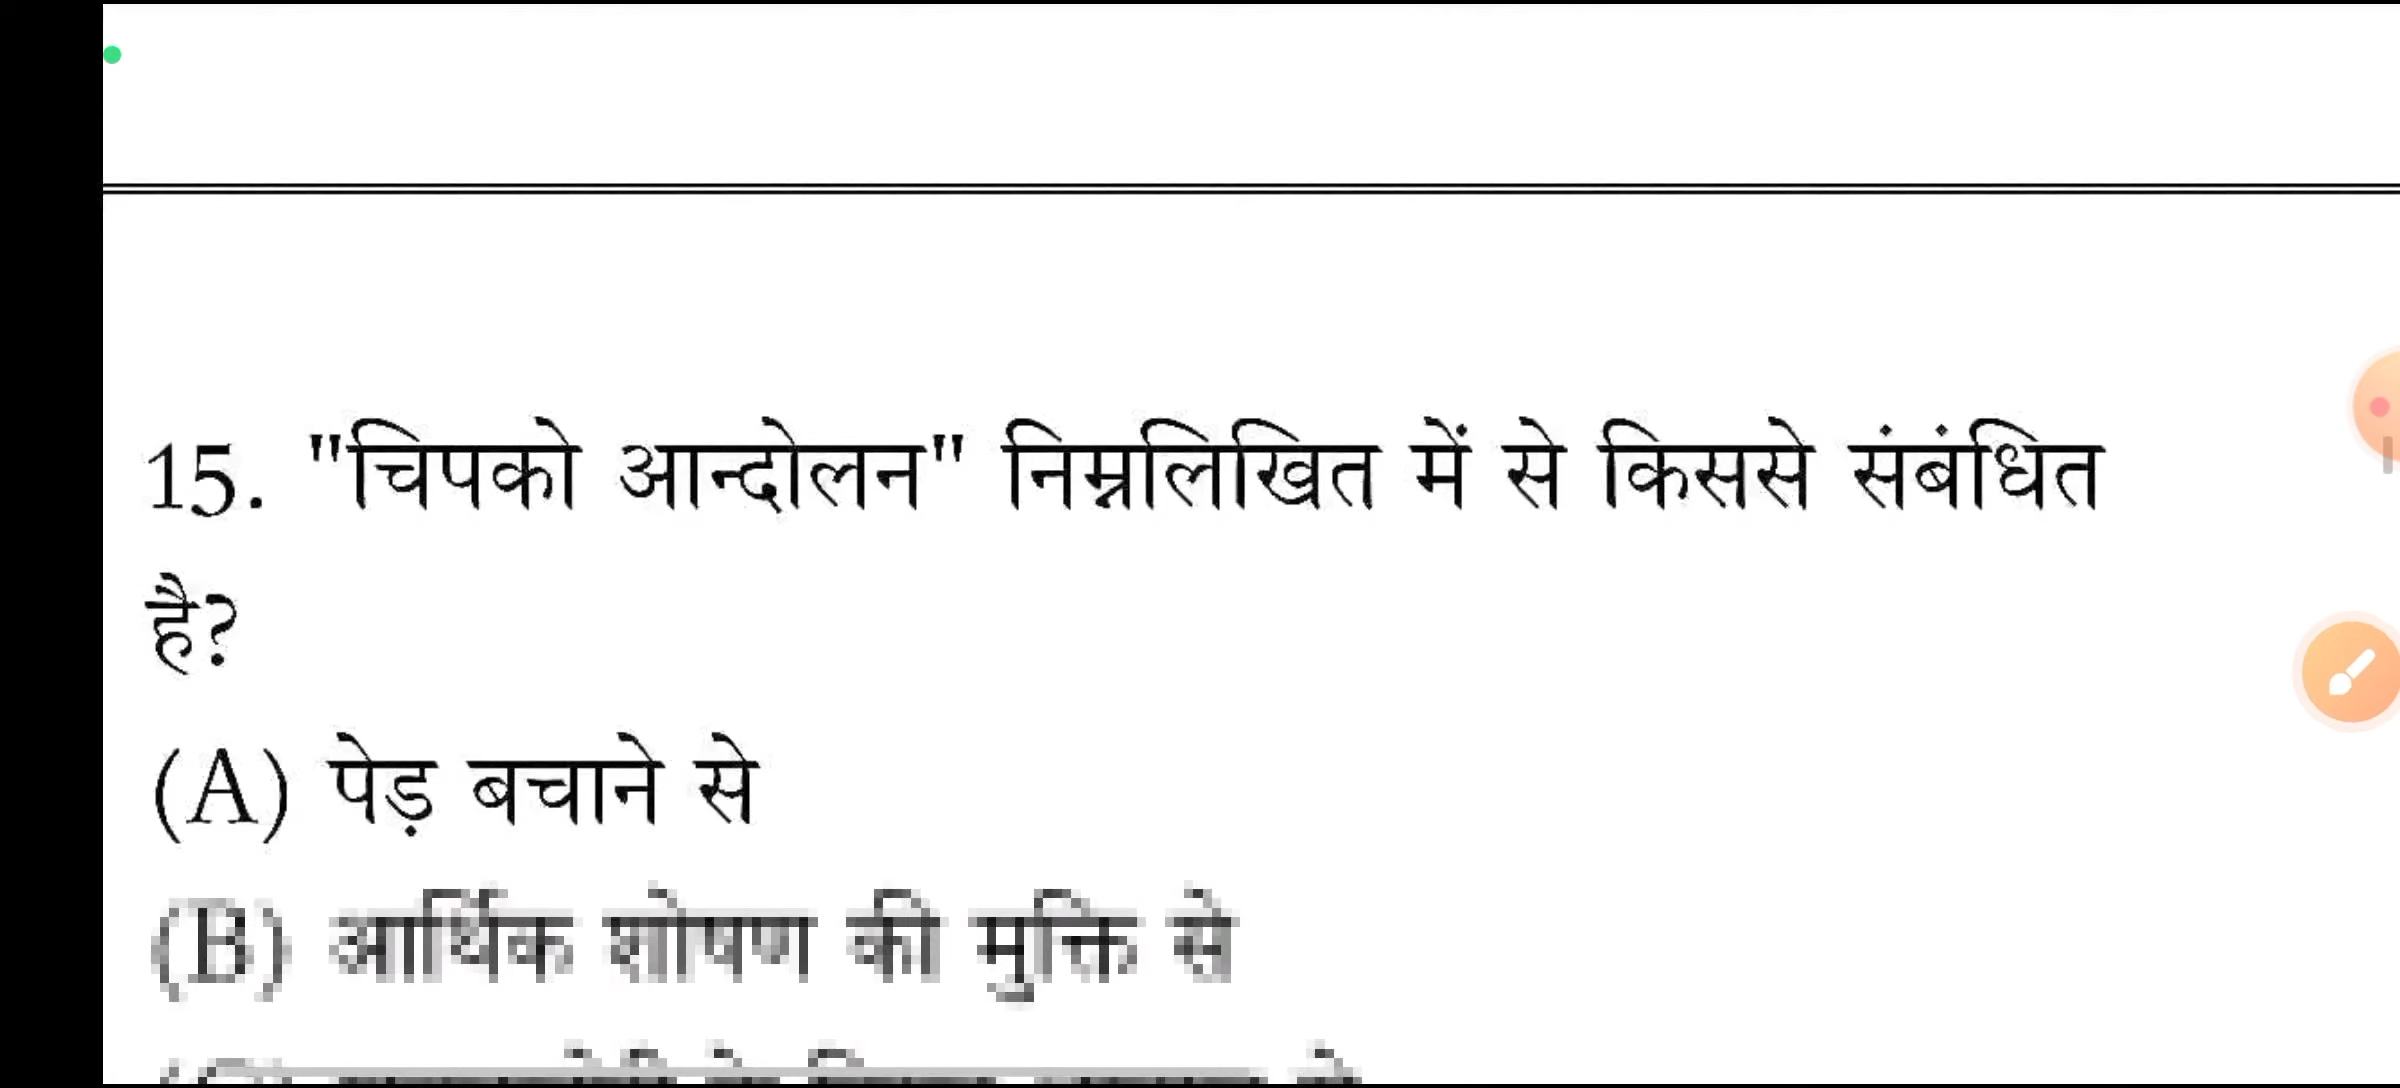 15. "चिपको आन्दोलन" निम्नलिखित में से किससे संबंधित
है?
(A) पेड़ बचाने से
(B) आर्थिक शोषण की मुक्ति से